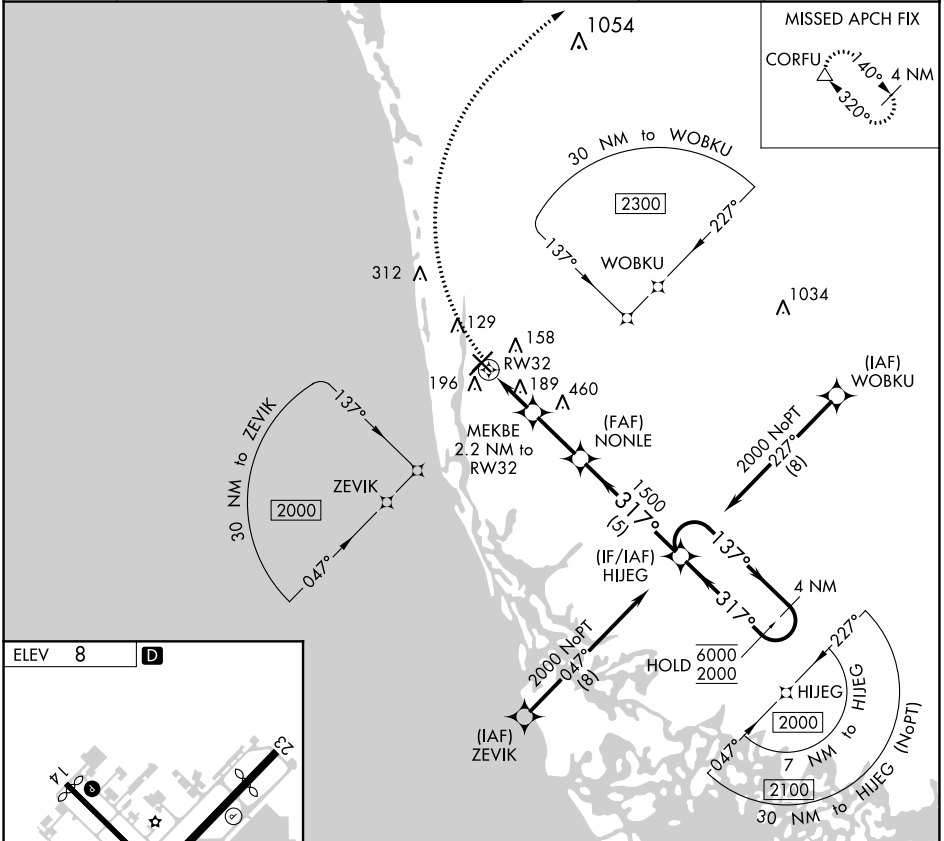 1054
MISSED APCH FIX
CORFU
140°
4 NM
320°
30 NM to WOBKU
2300
137°
227°
WOBKU
312
1034
129
158
RW32
196
189
460
(IAF)
WOBKU
MEKBE
2.2 NM to
RW32
(FAF)
NONLE
2000 NoPT
227°
(8)
30 NM to ZEVIK
137°
ZEVIK
2000
047°
1500
317°
(5)
(IF/IAF)
HIJEG
137°
317°
4 NM
HOLD
6000
2000
2000 NoPT
047°
(8)
(IAF)
ZEVIK
227°
HIJEG
2000
047°
7 NM to HIJEG
2100
30 NM to HIJEG (NoPT)
ELEV 8
D
14
23
P
P